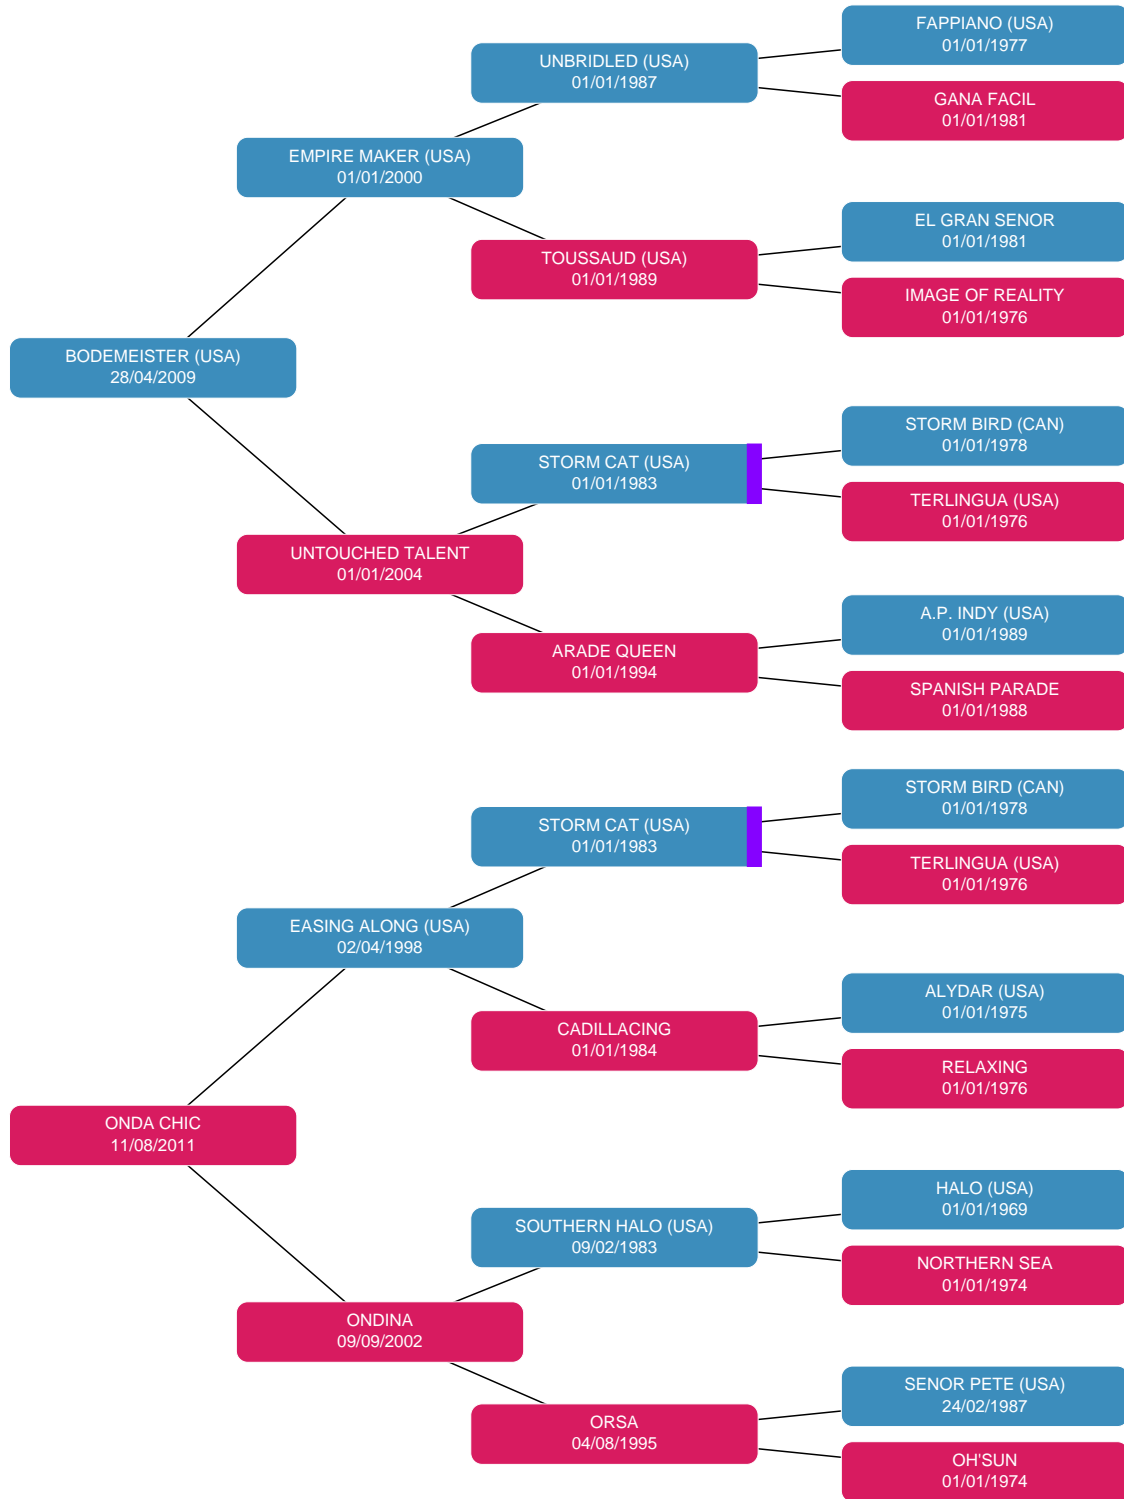 FAPPIANO (USA)
01/01/1977
UNBRIDLED (USA)
01/01/1987
GANA FACIL
01/01/1981
EMPIRE MAKER (USA)
01/01/2000
EL GRAN SENOR
01/01/1981
TOUSSAUD (USA)
01/01/1989
IMAGE OF REALITY
01/01/1976
BODEMEISTER (USA)
28/04/2009
STORM BIRD (CAN)
01/01/1978
STORM CAT (USA)
01/01/1983
TERLINGUA (USA)
01/01/1976
UNTOUCHED TALENT
01/01/2004
A.P. INDY (USA)
01/01/1989
ARADE QUEEN
01/01/1994
SPANISH PARADE
01/01/1988
STORM BIRD (CAN)
01/01/1978
STORM CAT (USA)
01/01/1983
TERLINGUA (USA)
01/01/1976
EASING ALONG (USA)
02/04/1998
ALYDAR (USA)
01/01/1975
CADILLACING
01/01/1984
RELAXING
01/01/1976
ONDA CHIC
11/08/2011
HALO (USA)
01/01/1969
SOUTHERN HALO (USA)
09/02/1983
NORTHERN SEA
01/01/1974
ONDINA
09/09/2002
SENOR PETE (USA)
24/02/1987
ORSA
04/08/1995
OH'SUN
01/01/1974